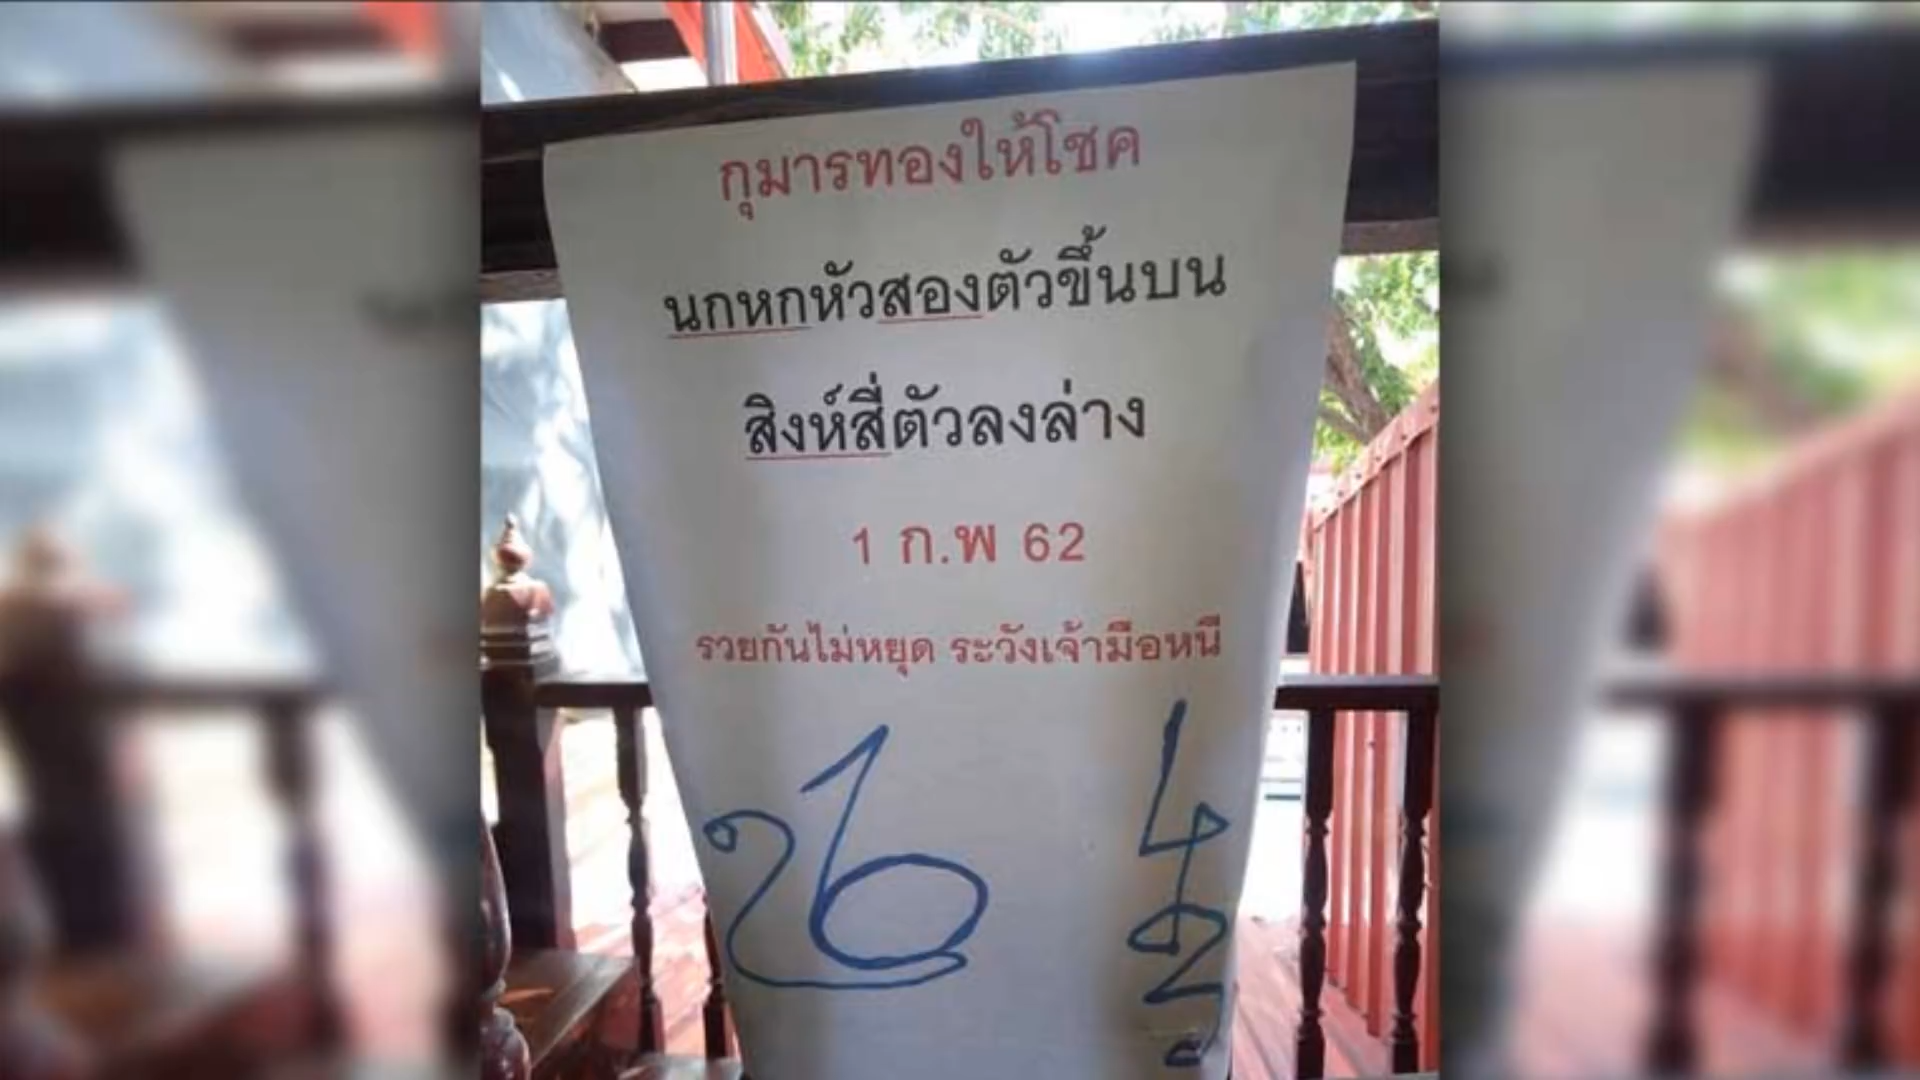 กุมารทองให้โชค
นกหกหัวสองตัวขึ้นบน
สิงห์สี่ตัวลงล่าง
1 ก.พ 62
รวยกันไม่หยุด ระวังเจ้ามือหนี